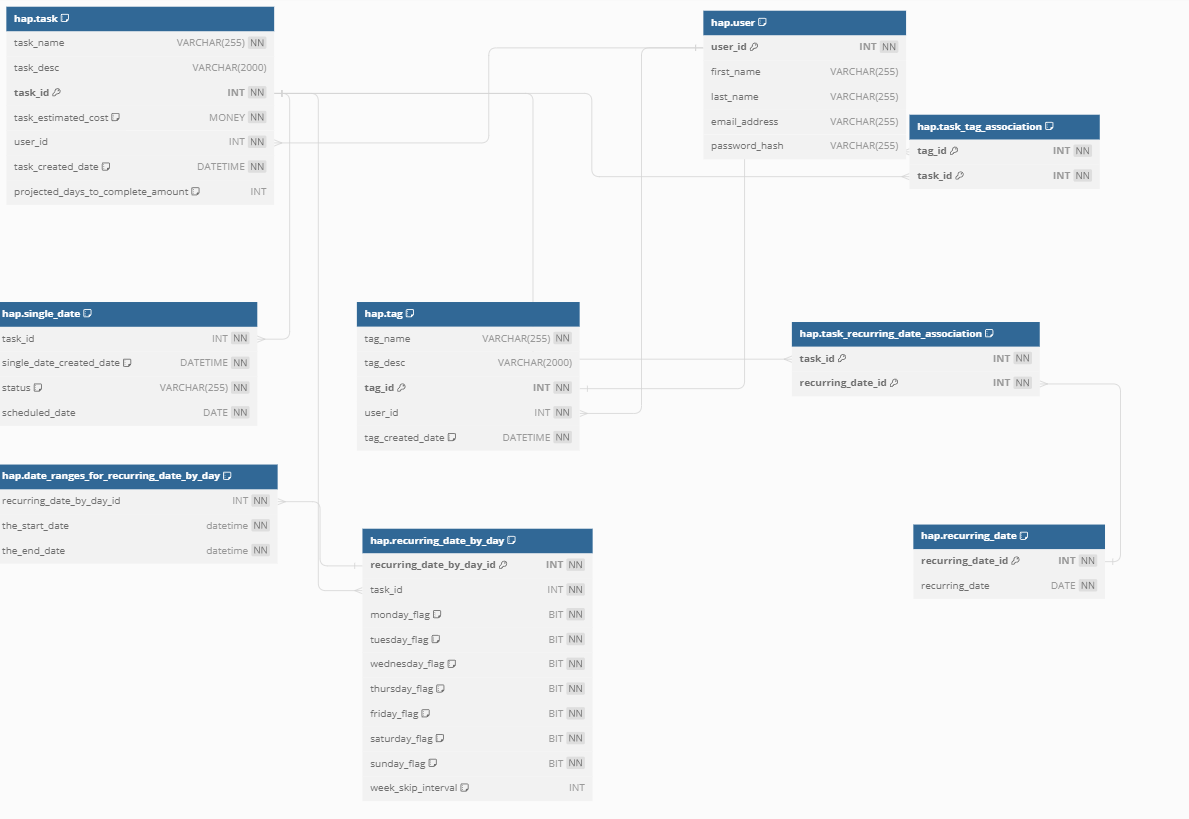 hap.task
task_name VARCHAR(255) NN
task_desc VARCHAR(2000)
task_id INT NN
task_estimated_cost MONEY NN
user_id INT NN
task_created_date DATETIME NN
projected_days_to_complete_amount INT
hap.user
user_id INT NN
first_name VARCHAR(255)
last_name VARCHAR(255)
email_address VARCHAR(255)
password_hash VARCHAR(255)
hap.task_tag_association
tag_id INT NN
task_id INT NN
hap.single_date
task_id INT NN
single_date_created_date DATETIME NN
status VARCHAR(255) NN
scheduled_date DATE NN
hap.tag
tag_name VARCHAR(255) NN
tag_desc VARCHAR(2000)
tag_id INT NN
user_id INT NN
tag_created_date DATETIME NN
hap.task_recurring_date_association
task_id INT NN
recurring_date_id INT NN
hap.date_ranges_for_recurring_date_by_day
recurring_date_by_day_id INT NN
the_start_date datetime NN
the_end_date datetime NN
hap.recurring_date_by_day
recurring_date_by_day_id INT NN
task_id INT NN
monday_flag BIT NN
tuesday_flag BIT NN
wednesday_flag BIT NN
thursday_flag BIT NN
friday_flag BIT NN
saturday_flag BIT NN
sunday_flag BIT NN
week_skip_interval INT
hap.recurring_date
recurring_date_id INT NN
recurring_date DATE NN